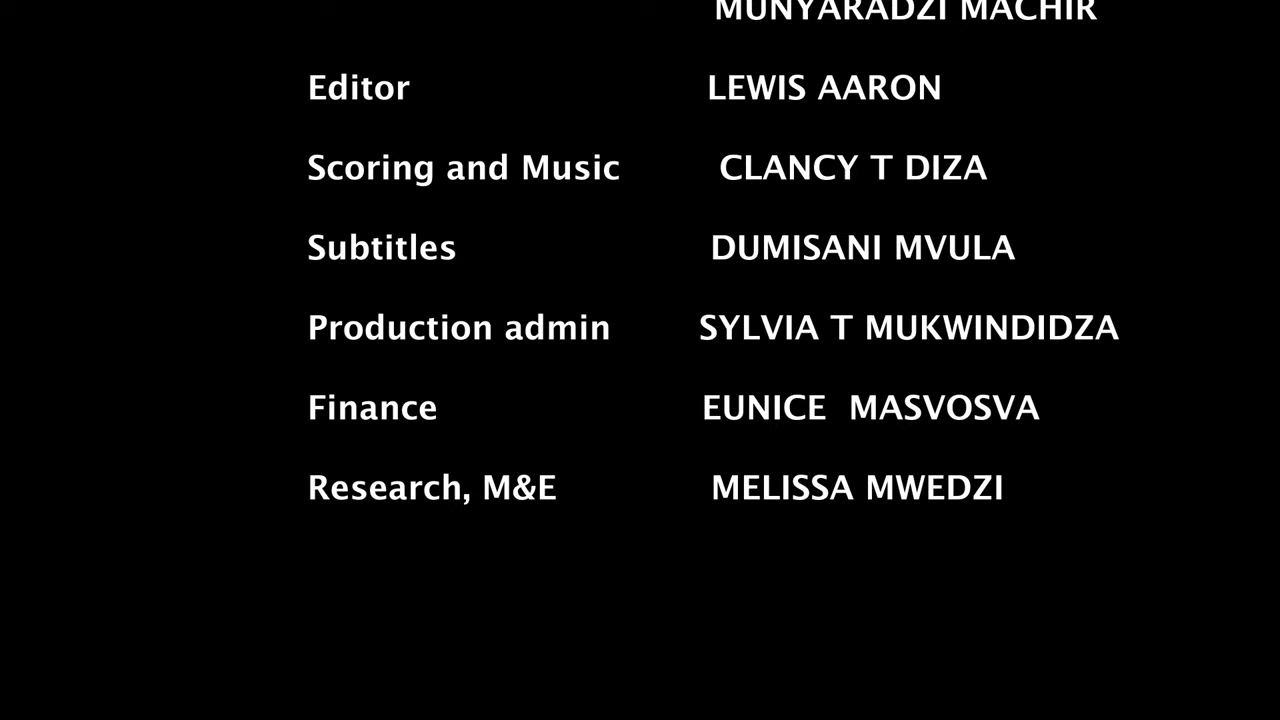 MUNYARADZI MACHIR
Editor LEWIS AARON
Scoring and Music CLANCY T DIZA
Subtitles DUMISANI MVULA
Production admin SYLVIA T MUKWINDIDZA
Finance EUNICE MASVOSVA
Research, M&E MELISSA MWEDZI